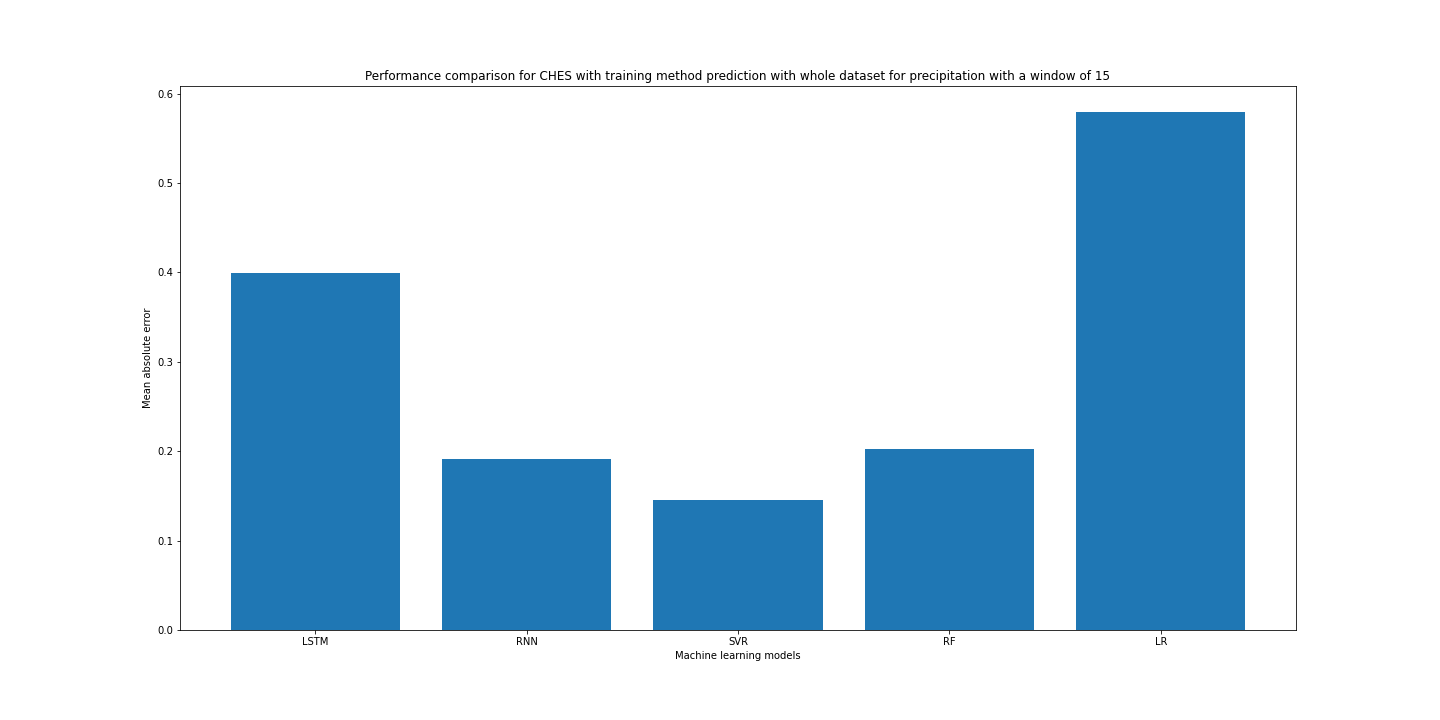 Performance comparison for CHES with training method prediction with whole dataset for precipitation with a window of 15
0.6
0.5
0.4
0.3
0.2
0.1
0.0
Mean absolute error
LSTM RNN SVR RF LR
Machine learning models